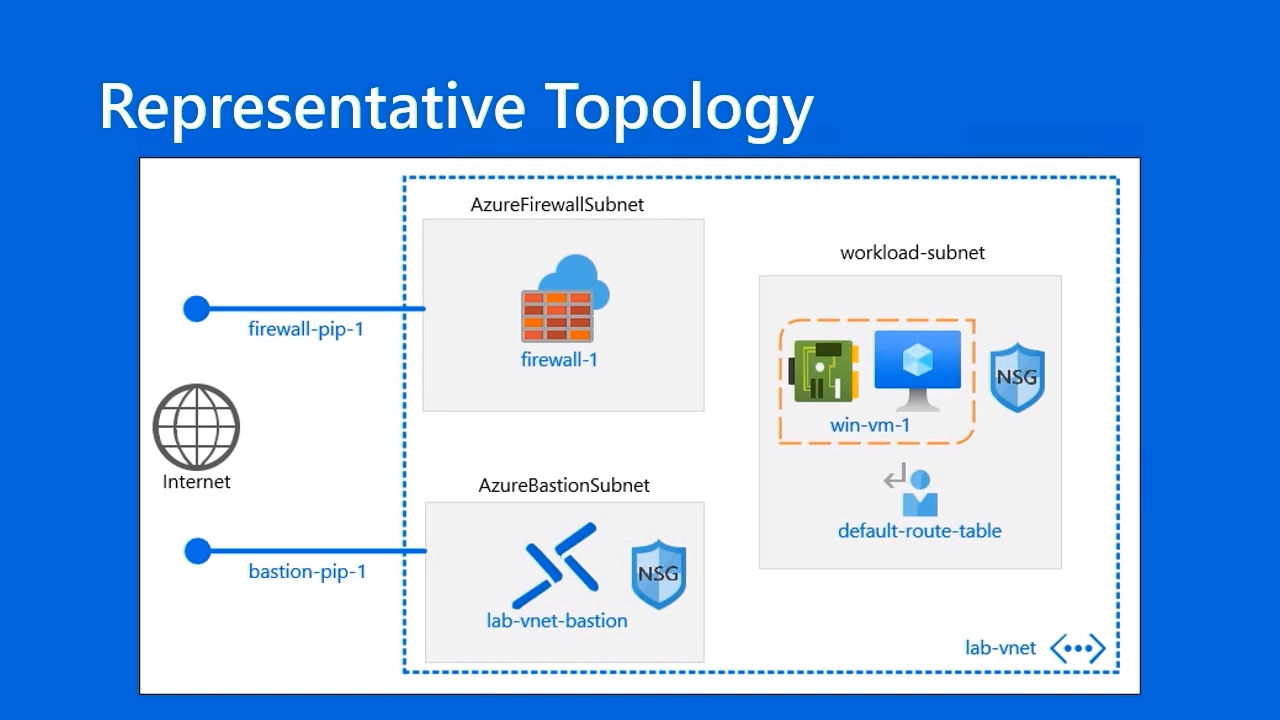 Representative Topology
AzureFirewallSubnet
workload-subnet
firewall-pip-1
firewall-1
NSG
win-vm-1
Internet
AzureBastionSubnet
default-route-table
bastion-pip-1
NSG
lab-vnet-bastion
lab-vnet